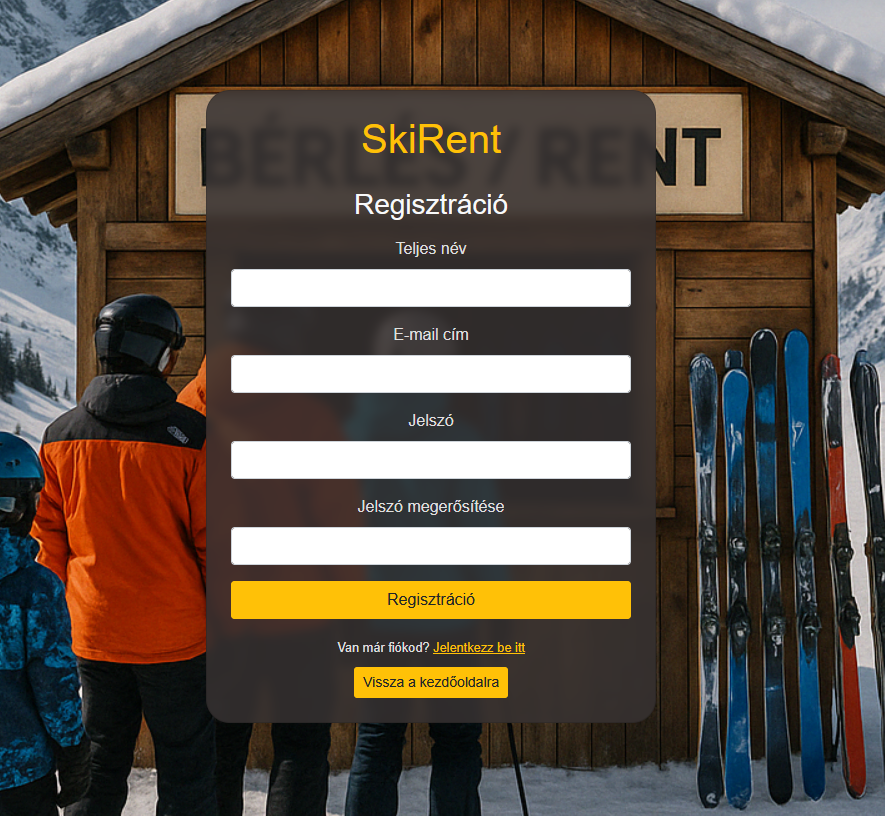 BÉRLÉS / RENT
SkiRent
Regisztráció
Teljes név
E-mail cím
Jelszó
Jelszó megerősítése
Regisztráció
Van már fiókod? Jelentkezz be itt
Vissza a kezdőoldalra